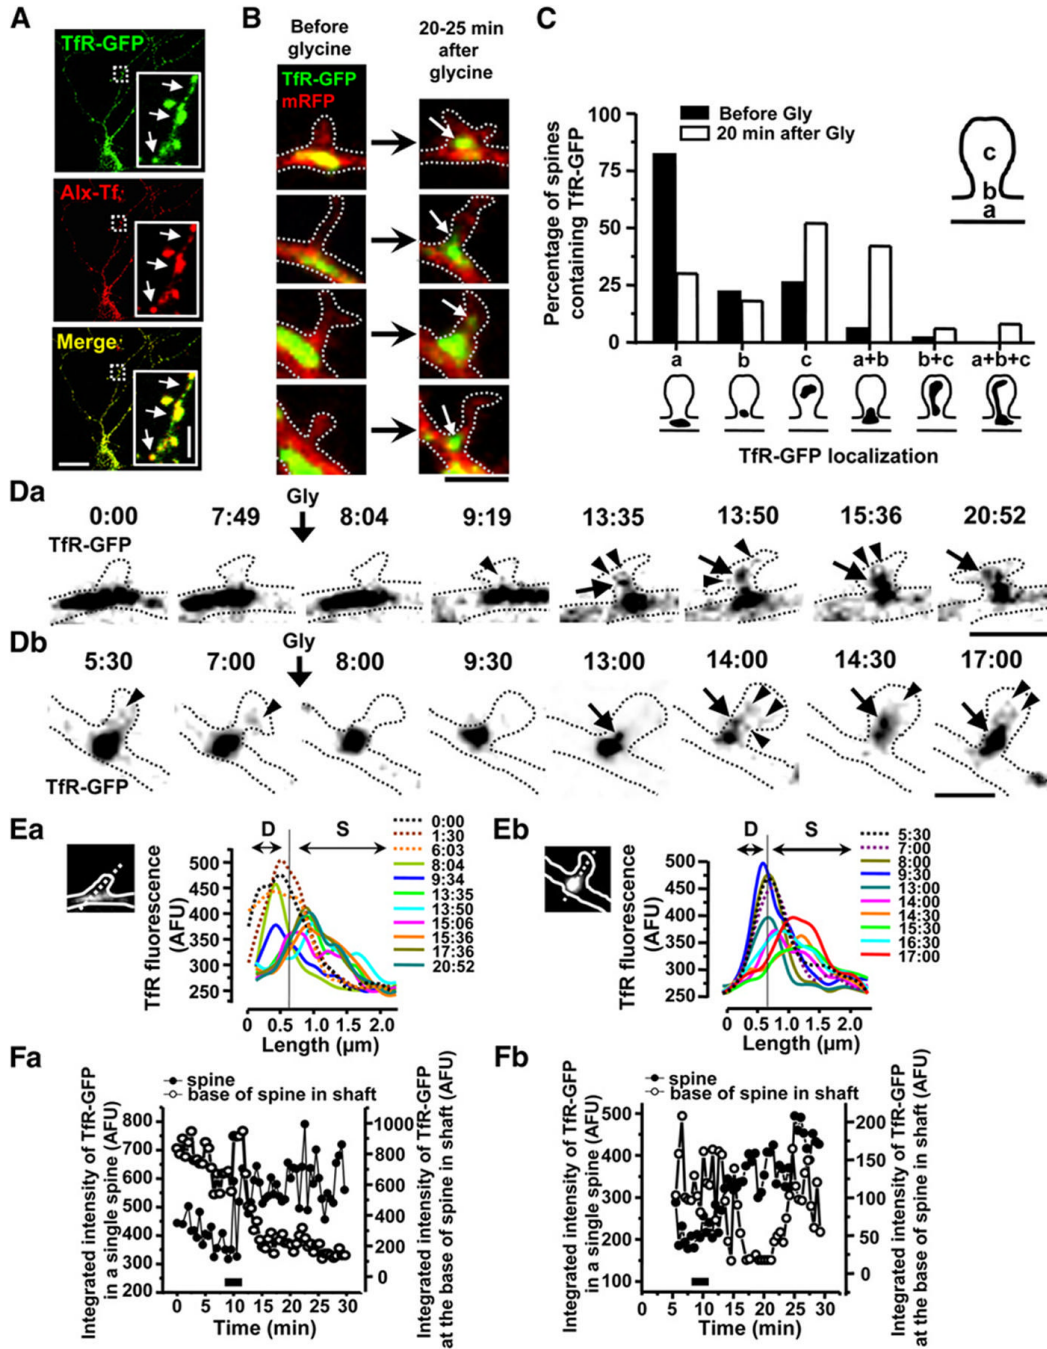 A
TfR-GFP
Alx-Tf
Merge
B
Before
glycine
20-25 min
after
glycine
TfR-GFP
mRFP
C
Percentage of spines
containing TfR-GFP
100
75
50
25
0
Before Gly
20 min after Gly
c
b
a
a b c a+b b+c a+b+c
TfR-GFP localization
Da
Gly
0:00 7:49 8:04 9:19 13:35 13:50 15:36 20:52
TfR-GFP
Db
Gly
5:30 7:00 8:00 9:30 13:00 14:00 14:30 17:00
TfR-GFP
Ea
D S
TfR fluorescence
(AFU)
500
450
400
350
300
250
0 0.5 1.0 1.5 2.0
Length (µm)
0:00
1:30
6:03
8:04
9:34
13:35
13:50
15:06
15:36
17:36
20:52
Eb
D S
TfR fluorescence
(AFU)
500
450
400
350
300
250
0 0.5 1.0 1.5 2.0
Length (µm)
5:30
7:00
8:00
9:30
13:00
14:00
14:30
15:30
16:30
17:00
Fa
spine
base of spine in shaft
Integrated intensity of TfR-GFP
in a single spine (AFU)
800
700
600
500
400
300
200
0 5 10 15 20 25 30
Time (min)
1000
800
600
400
200
0
Integrated intensity of TfR-GFP
at the base of spine in shaft (AFU)
Fb
spine
base of spine in shaft
Integrated intensity of TfR-GFP
in a single spine (AFU)
500
400
300
200
100
0 5 10 15 20 25 30
Time (min)
200
150
100
50
0
Integrated intensity of TfR-GFP
at the base of spine in shaft (AFU)